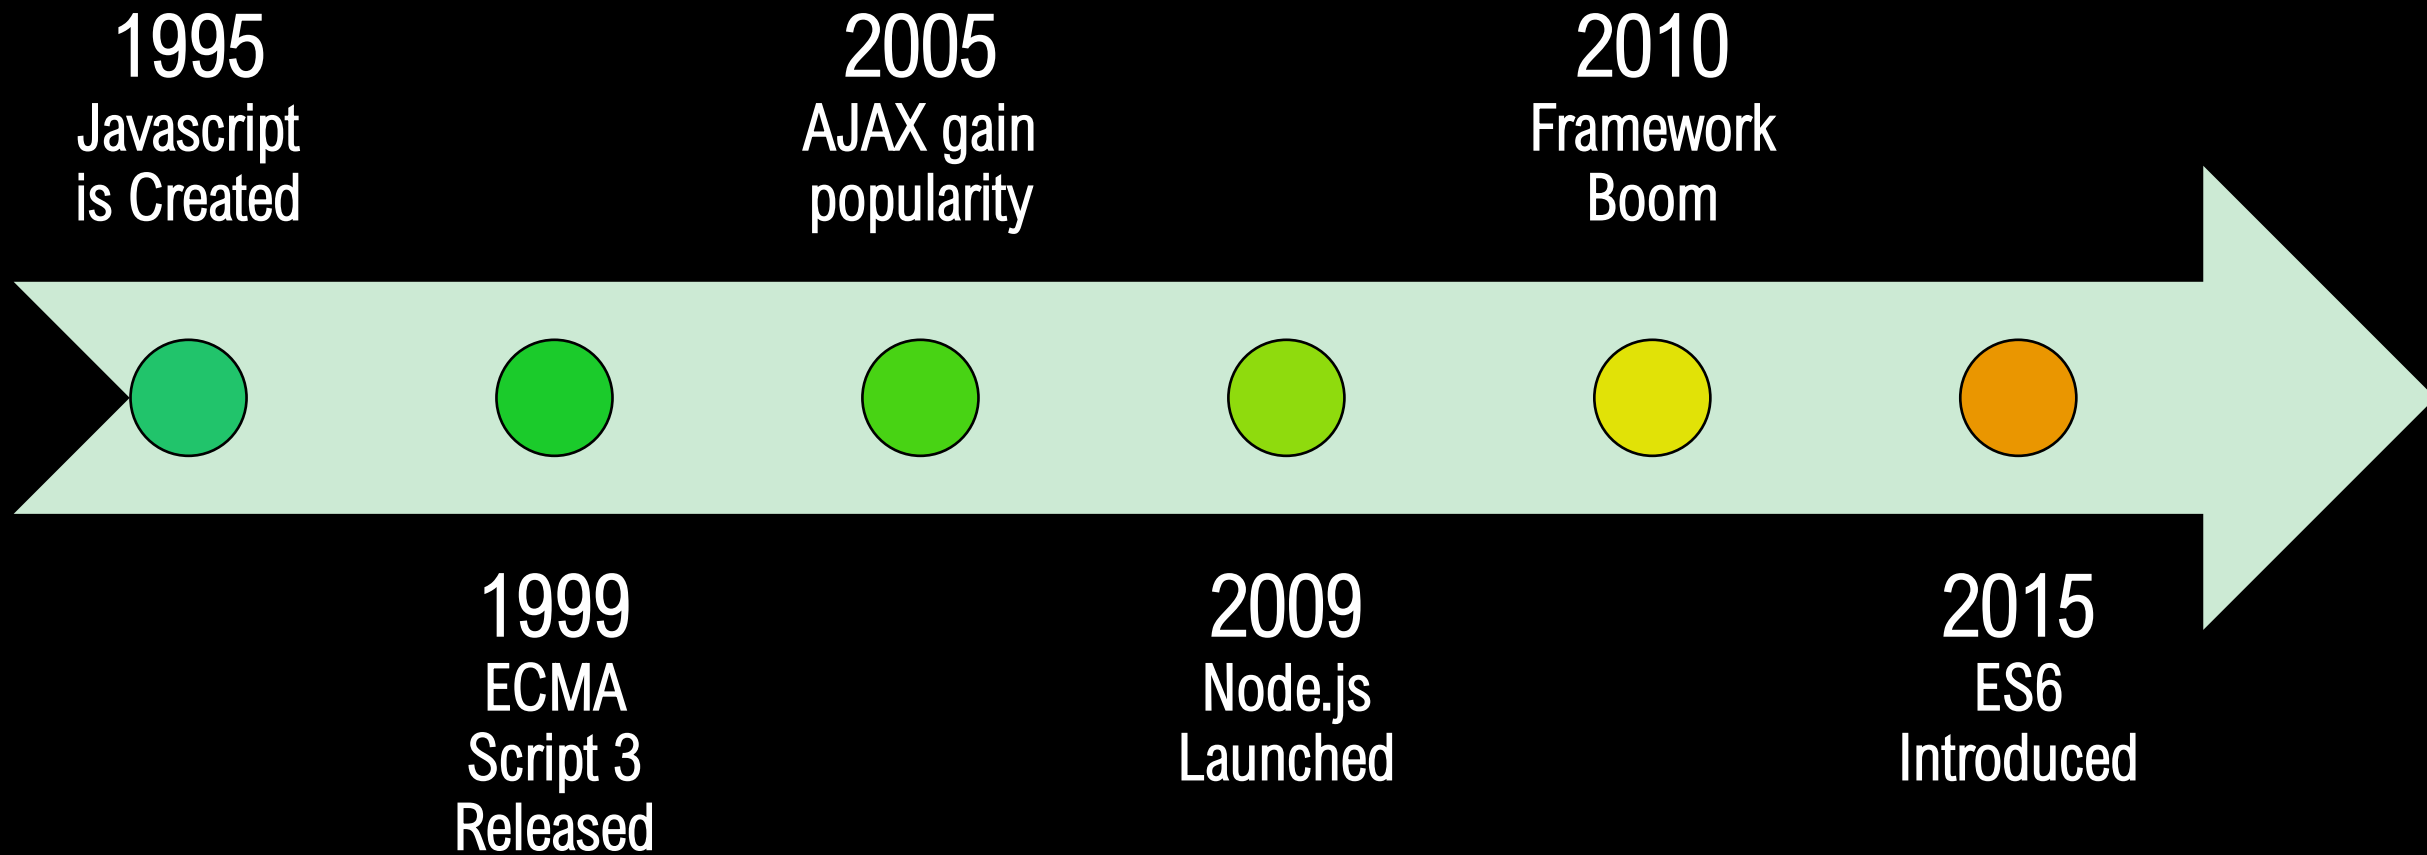 1995
Javascript
is Created
1999
ECMA
Script 3
Released
2005
AJAX gain
popularity
2009
Node.js
Launched
2010
Framework
Boom
2015
ES6
Introduced